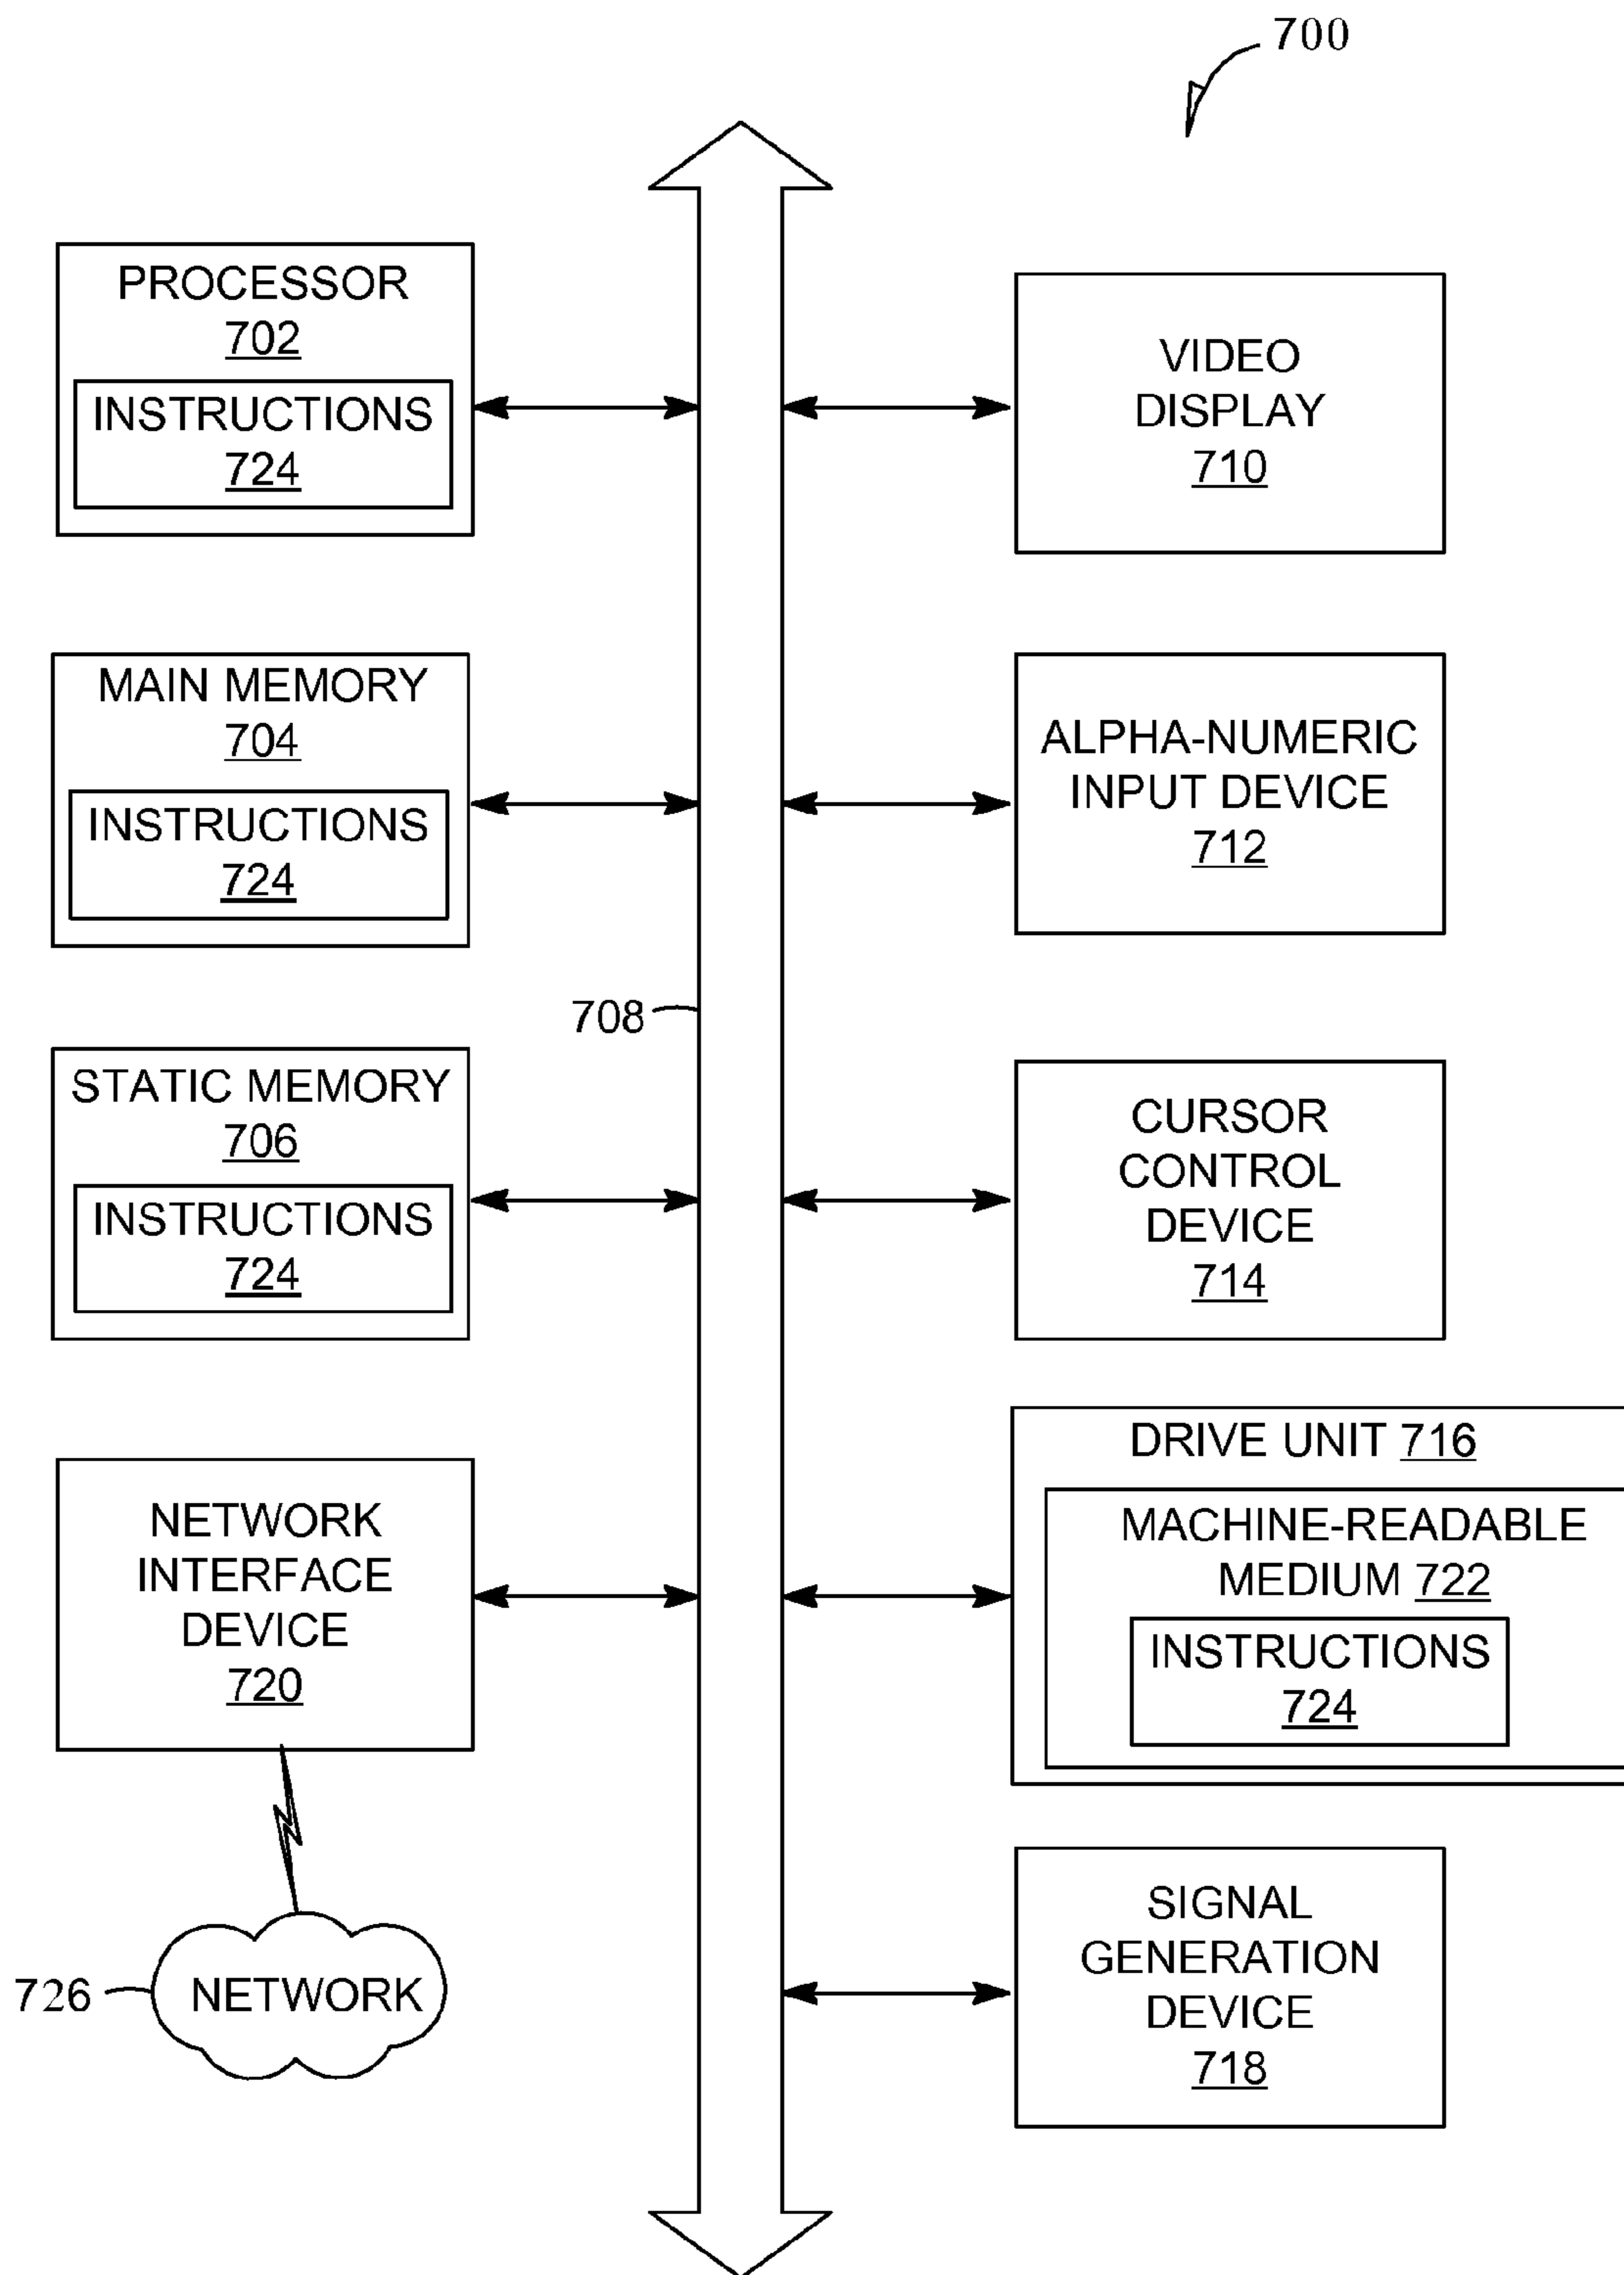 700
PROCESSOR
702
INSTRUCTIONS
724
VIDEO
DISPLAY
710
MAIN MEMORY
704
INSTRUCTIONS
724
ALPHA-NUMERIC
INPUT DEVICE
712
708
STATIC MEMORY
706
INSTRUCTIONS
724
CURSOR
CONTROL
DEVICE
714
NETWORK
INTERFACE
DEVICE
720
DRIVE UNIT 716
MACHINE-READABLE
MEDIUM 722
INSTRUCTIONS
724
726
NETWORK
SIGNAL
GENERATION
DEVICE
718